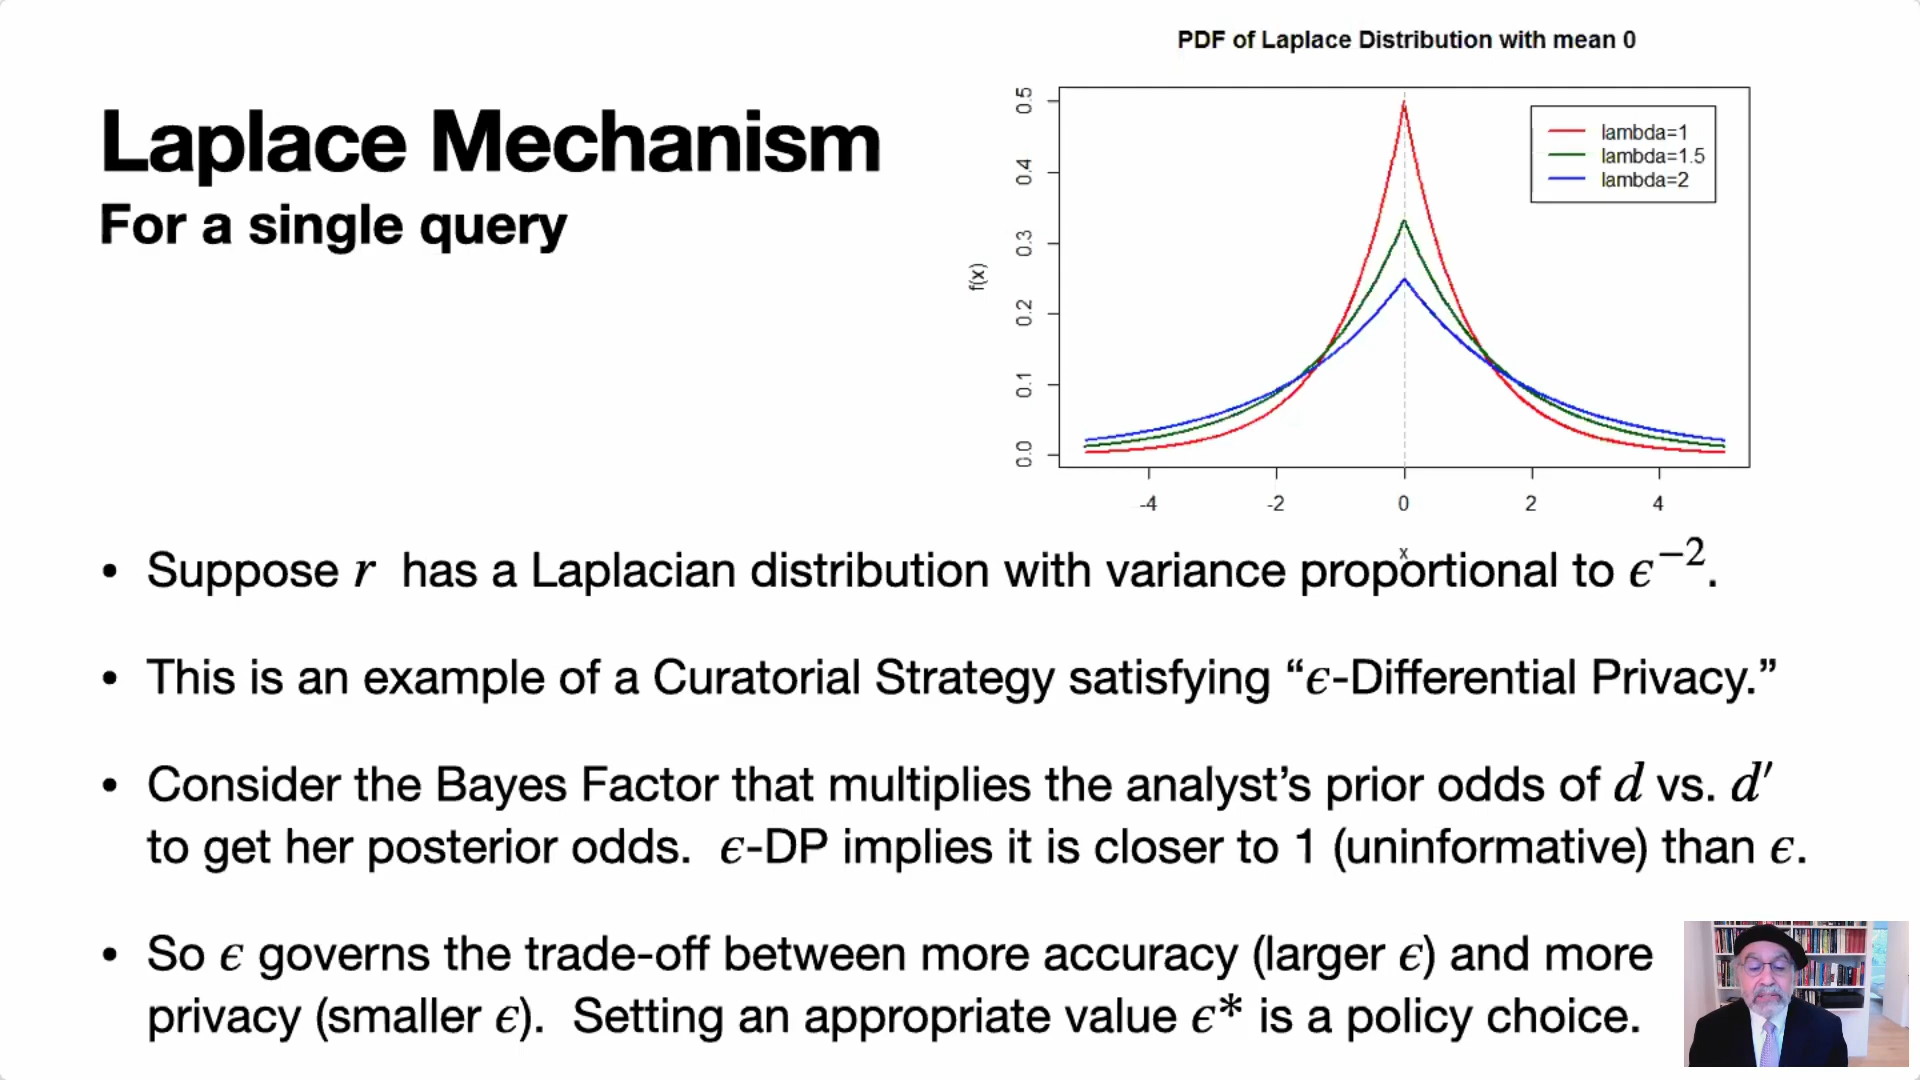 PDF of Laplace Distribution with mean 0
Laplace Mechanism
For a single query
lambda=1
lambda=1.5
lambda=2
f(x)
0.5
0.4
0.3
0.2
0.1
0.0
-4 -2 0 2 4
x
• Suppose r has a Laplacian distribution with variance proportional to ϵ⁻².
• This is an example of a Curatorial Strategy satisfying “ϵ-Differential Privacy.”
• Consider the Bayes Factor that multiplies the analyst’s prior odds of d vs. d′
to get her posterior odds. ϵ-DP implies it is closer to 1 (uninformative) than ϵ.
• So ϵ governs the trade-off between more accuracy (larger ϵ) and more
privacy (smaller ϵ). Setting an appropriate value ϵ* is a policy choice.